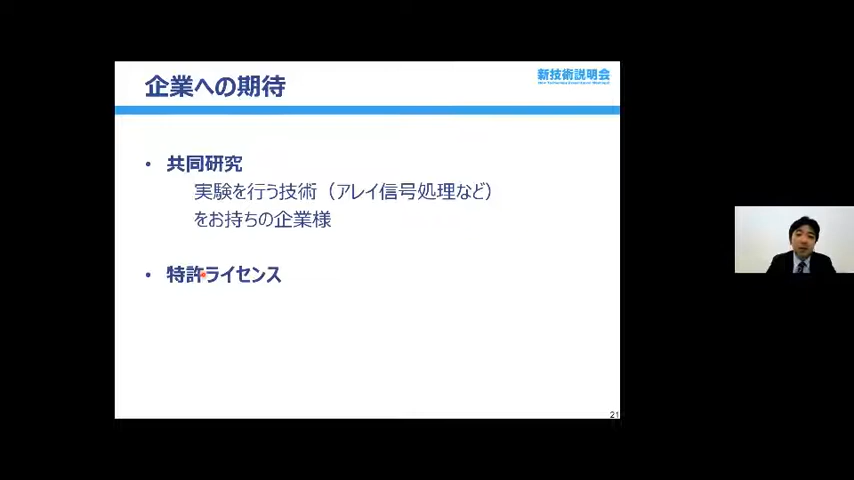 企業への期待
新技術説明会
• 共同研究
実験を行う技術（アレイ信号処理など）
をお持ちの企業様
• 特許ライセンス
21